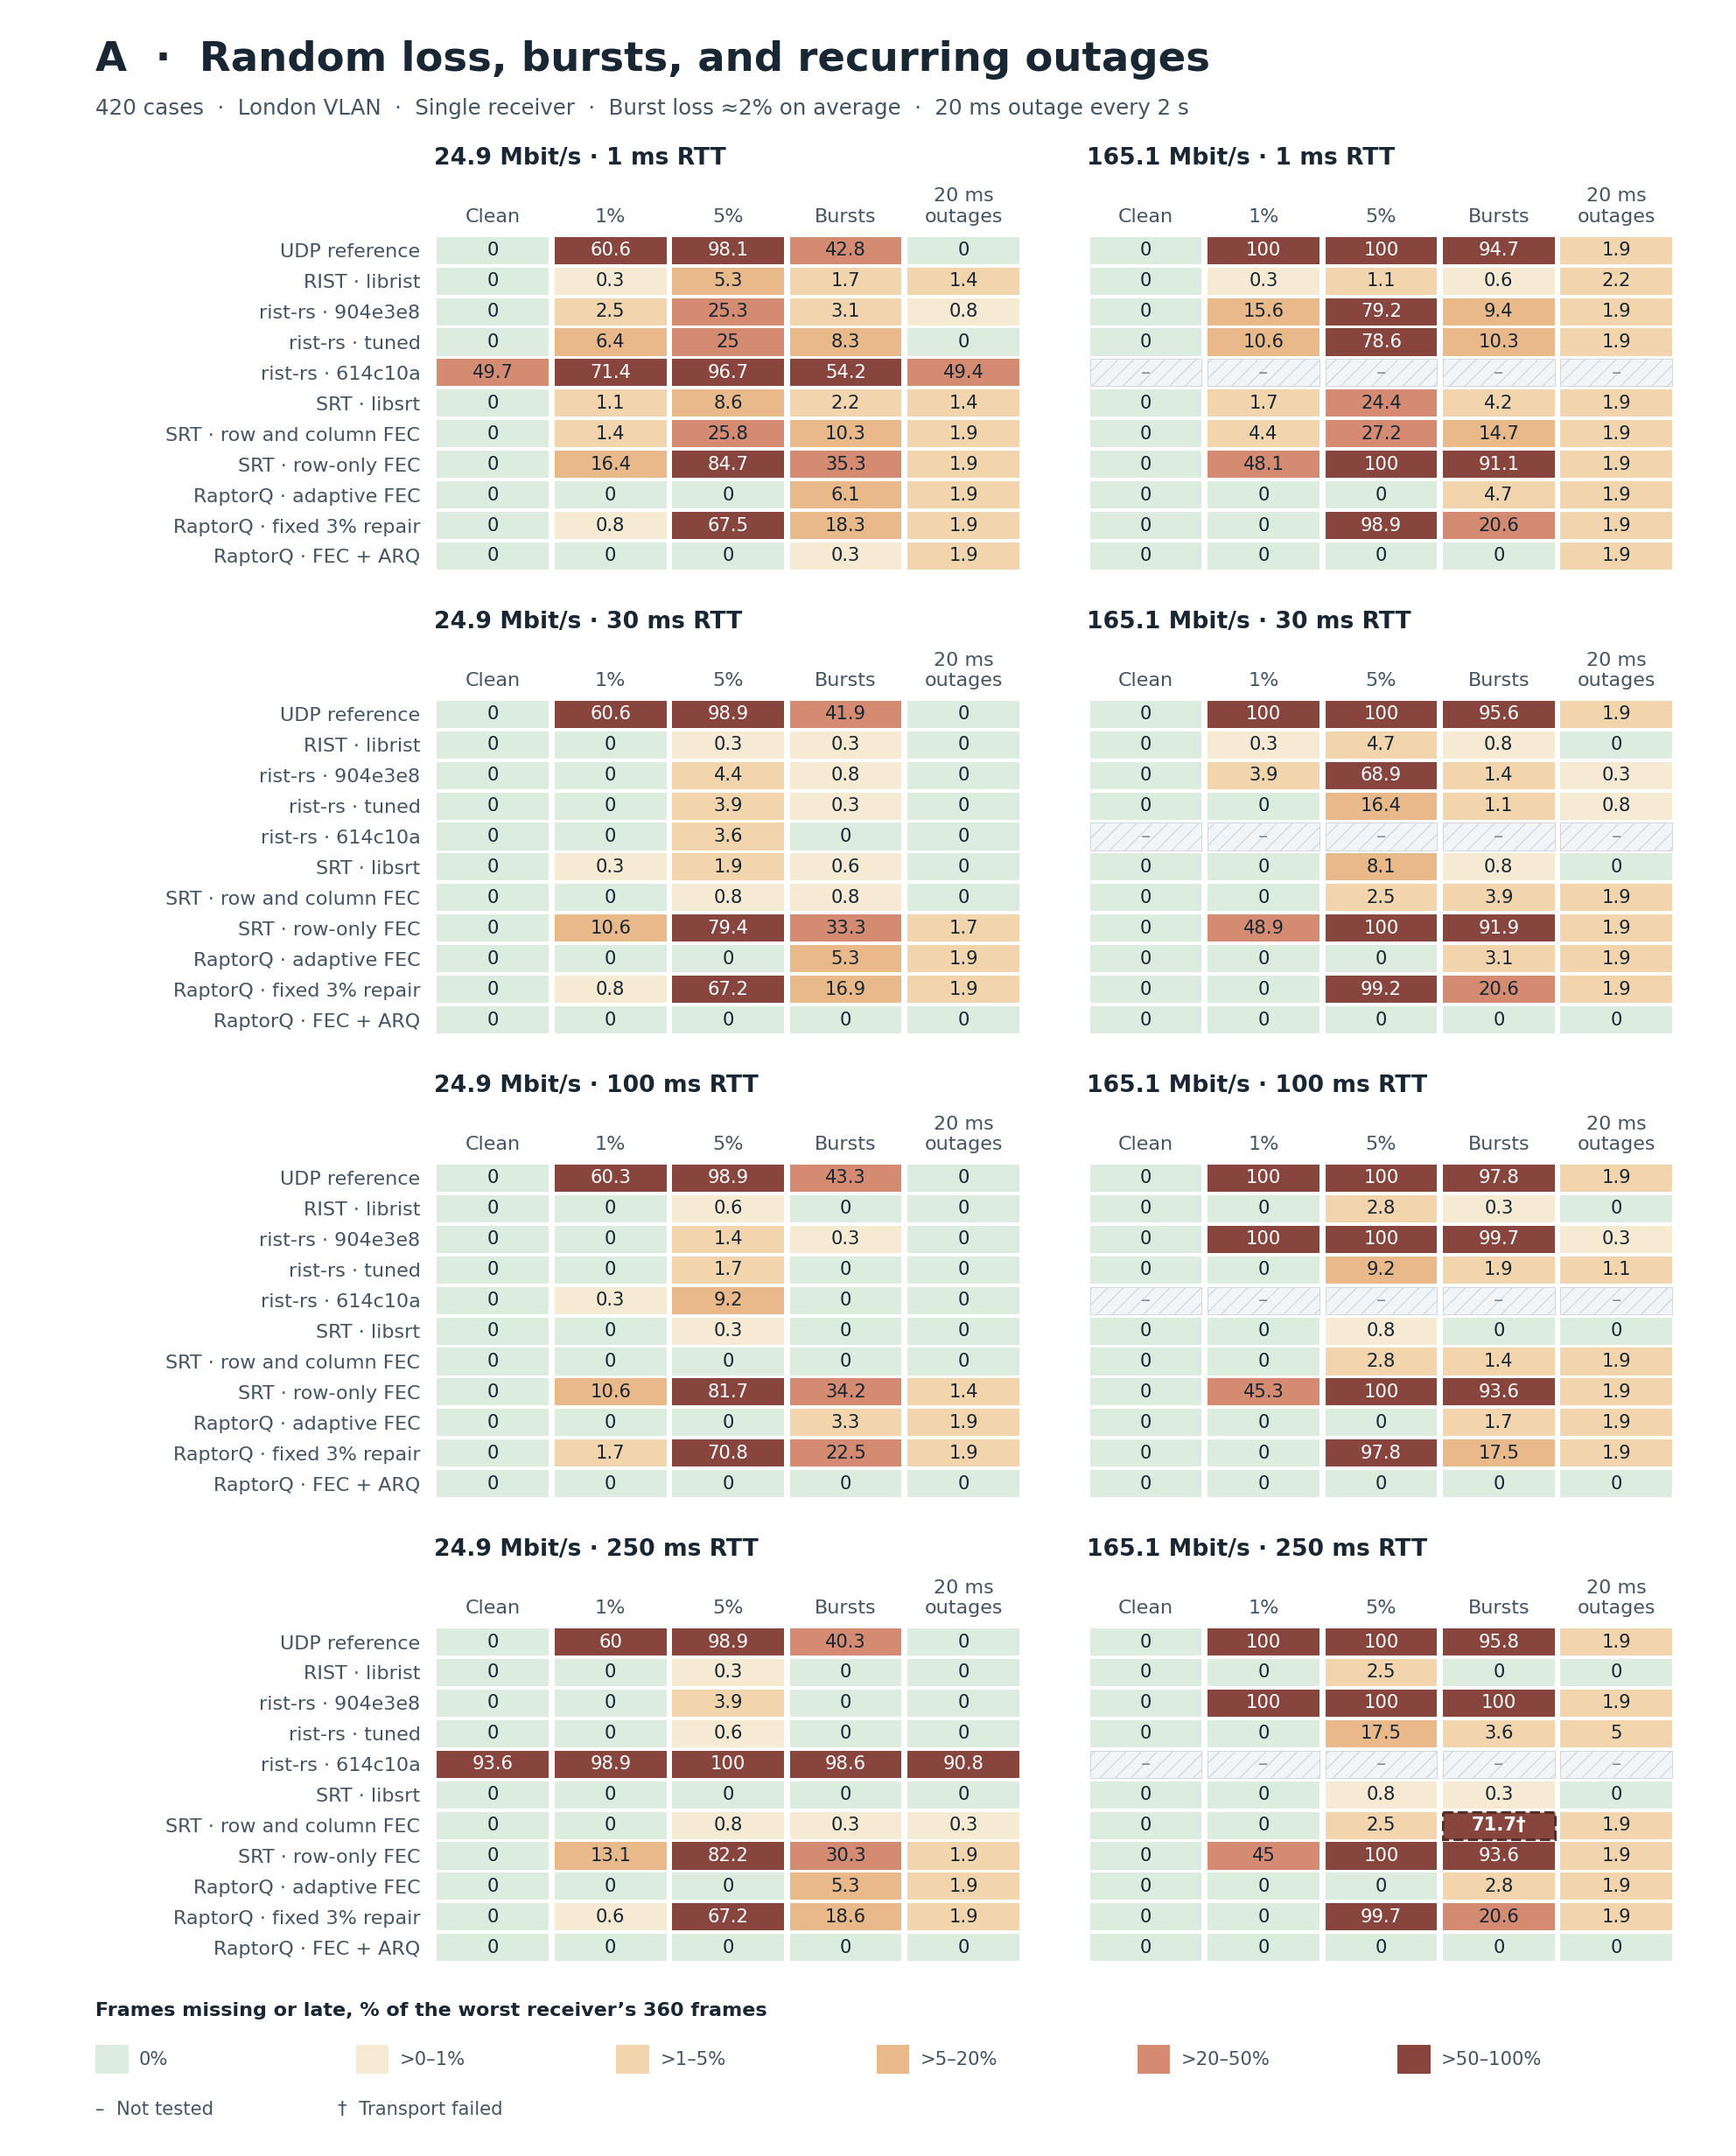 A · Random loss, bursts, and recurring outages
420 cases · London VLAN · Single receiver · Burst loss ≈2% on average · 20 ms outage every 2 s
24.9 Mbit/s · 1 ms RTT 165.1 Mbit/s · 1 ms RTT
20 ms 20 ms
Clean 1% 5% Bursts outages Clean 1% 5% Bursts outages
UDP reference 0 60.6 98.1 42.8 0 0 100 100 94.7 1.9
RIST · librist 0 0.3 5.3 1.7 1.4 0 0.3 1.1 0.6 2.2
rist-rs · 904e3e8 0 2.5 25.3 3.1 0.8 0 15.6 79.2 9.4 1.9
rist-rs · tuned 0 6.4 25 8.3 0 0 10.6 78.6 10.3 1.9
rist-rs · 614c10a 49.7 71.4 96.7 54.2 49.4 – – – – –
SRT · libsrt 0 1.1 8.6 2.2 1.4 0 1.7 24.4 4.2 1.9
SRT · row and column FEC 0 1.4 25.8 10.3 1.9 0 4.4 27.2 14.7 1.9
SRT · row-only FEC 0 16.4 84.7 35.3 1.9 0 48.1 100 91.1 1.9
RaptorQ · adaptive FEC 0 0 0 6.1 1.9 0 0 0 4.7 1.9
RaptorQ · fixed 3% repair 0 0.8 67.5 18.3 1.9 0 0 98.9 20.6 1.9
RaptorQ · FEC + ARQ 0 0 0 0.3 1.9 0 0 0 0 1.9
24.9 Mbit/s · 30 ms RTT 165.1 Mbit/s · 30 ms RTT
20 ms 20 ms
Clean 1% 5% Bursts outages Clean 1% 5% Bursts outages
UDP reference 0 60.6 98.9 41.9 0 0 100 100 95.6 1.9
RIST · librist 0 0 0.3 0.3 0 0 0.3 4.7 0.8 0
rist-rs · 904e3e8 0 0 4.4 0.8 0 0 3.9 68.9 1.4 0.3
rist-rs · tuned 0 0 3.9 0.3 0 0 0 16.4 1.1 0.8
rist-rs · 614c10a 0 0 3.6 0 0 – – – – –
SRT · libsrt 0 0.3 1.9 0.6 0 0 0 8.1 0.8 0
SRT · row and column FEC 0 0 0.8 0.8 0 0 0 2.5 3.9 1.9
SRT · row-only FEC 0 10.6 79.4 33.3 1.7 0 48.9 100 91.9 1.9
RaptorQ · adaptive FEC 0 0 0 5.3 1.9 0 0 0 3.1 1.9
RaptorQ · fixed 3% repair 0 0.8 67.2 16.9 1.9 0 0 99.2 20.6 1.9
RaptorQ · FEC + ARQ 0 0 0 0 0 0 0 0 0 0
24.9 Mbit/s · 100 ms RTT 165.1 Mbit/s · 100 ms RTT
20 ms 20 ms
Clean 1% 5% Bursts outages Clean 1% 5% Bursts outages
UDP reference 0 60.3 98.9 43.3 0 0 100 100 97.8 1.9
RIST · librist 0 0 0.6 0 0 0 0 2.8 0.3 0
rist-rs · 904e3e8 0 0 1.4 0.3 0 0 100 100 99.7 0.3
rist-rs · tuned 0 0 1.7 0 0 0 0 9.2 1.9 1.1
rist-rs · 614c10a 0 0.3 9.2 0 0 – – – – –
SRT · libsrt 0 0 0.3 0 0 0 0 0.8 0 0
SRT · row and column FEC 0 0 0 0 0 0 0 2.8 1.4 1.9
SRT · row-only FEC 0 10.6 81.7 34.2 1.4 0 45.3 100 93.6 1.9
RaptorQ · adaptive FEC 0 0 0 3.3 1.9 0 0 0 1.7 1.9
RaptorQ · fixed 3% repair 0 1.7 70.8 22.5 1.9 0 0 97.8 17.5 1.9
RaptorQ · FEC + ARQ 0 0 0 0 0 0 0 0 0 0
24.9 Mbit/s · 250 ms RTT 165.1 Mbit/s · 250 ms RTT
20 ms 20 ms
Clean 1% 5% Bursts outages Clean 1% 5% Bursts outages
UDP reference 0 60 98.9 40.3 0 0 100 100 95.8 1.9
RIST · librist 0 0 0.3 0 0 0 0 2.5 0 0
rist-rs · 904e3e8 0 0 3.9 0 0 0 100 100 100 1.9
rist-rs · tuned 0 0 0.6 0 0 0 0 17.5 3.6 5
rist-rs · 614c10a 93.6 98.9 100 98.6 90.8 – – – – –
SRT · libsrt 0 0 0 0 0 0 0 0.8 0.3 0
SRT · row and column FEC 0 0 0.8 0.3 0.3 0 0 2.5 71.7† 1.9
SRT · row-only FEC 0 13.1 82.2 30.3 1.9 0 45 100 93.6 1.9
RaptorQ · adaptive FEC 0 0 0 5.3 1.9 0 0 0 2.8 1.9
RaptorQ · fixed 3% repair 0 0.6 67.2 18.6 1.9 0 0 99.7 20.6 1.9
RaptorQ · FEC + ARQ 0 0 0 0 0 0 0 0 0 0
Frames missing or late, % of the worst receiver’s 360 frames
0% >0–1% >1–5% >5–20% >20–50% >50–100%
– Not tested † Transport failed